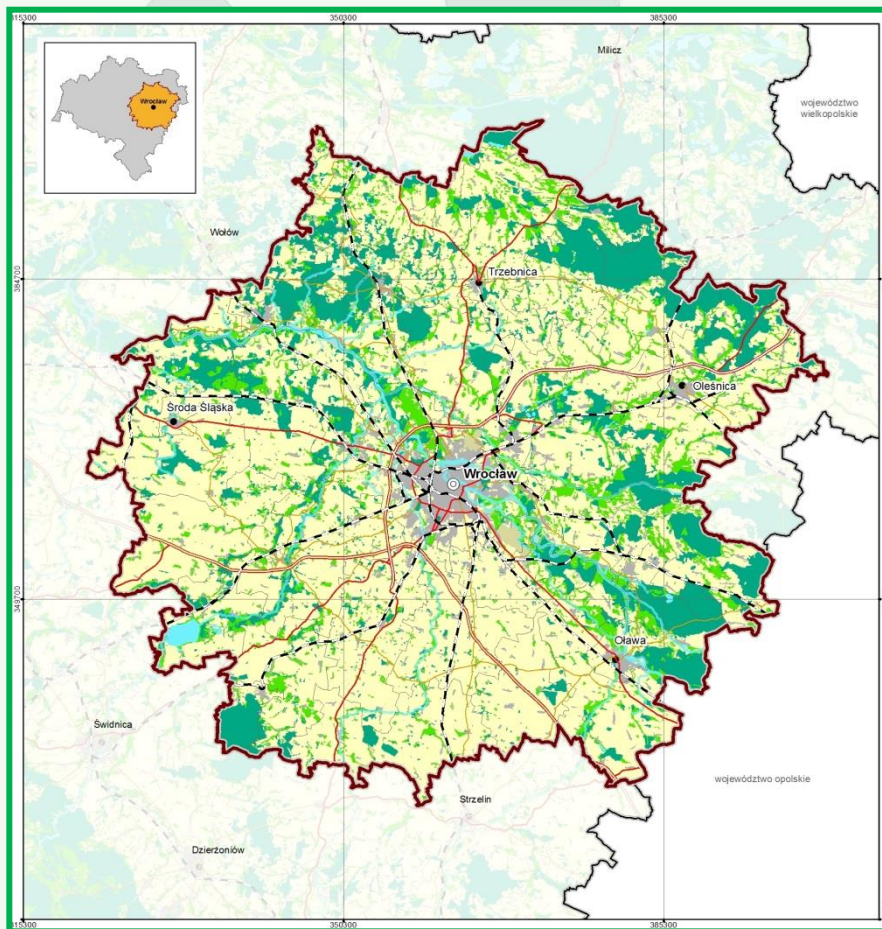 315300
350300
385300
Milicz
województwo
wielkopolskie
Wrocław
Wołów
384700
Trzebnica
Oleśnica
Środa Śląska
Wrocław
349700
Oława
Świdnica
województwo opolskie
Strzelin
Dzierżoniów
315300
350300
385300